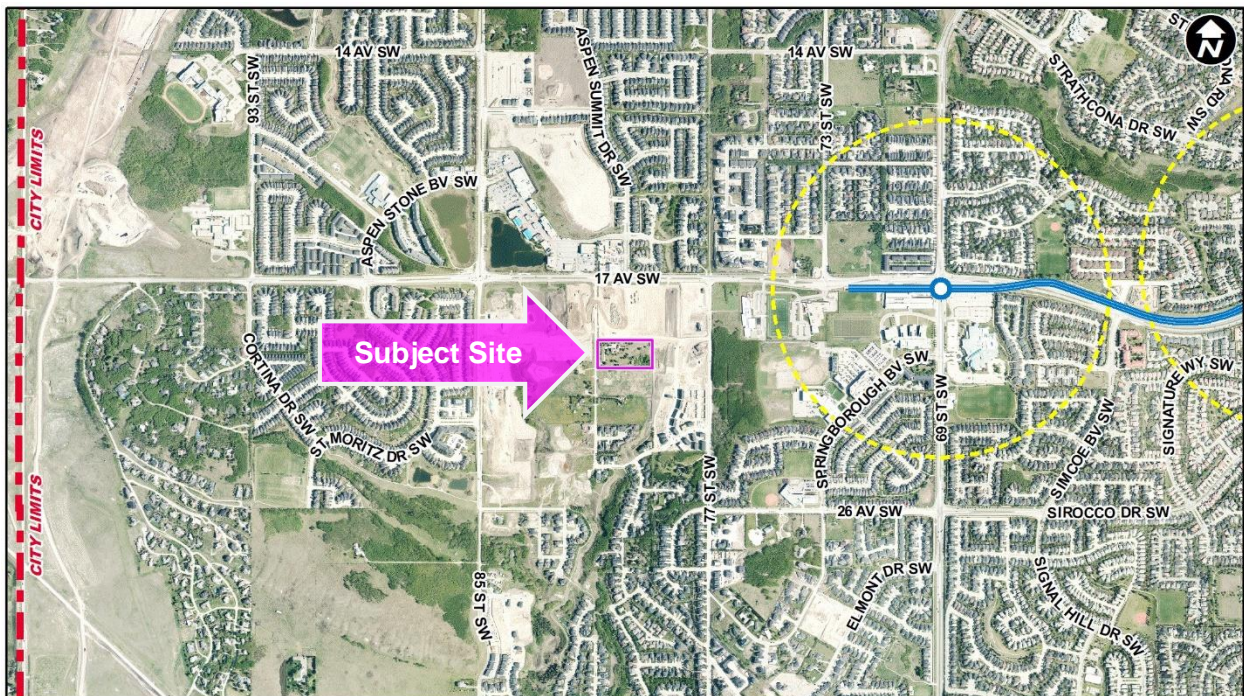 14 AV SW
14 AV SW
N
93 ST SW
ASPEN SUMMIT DR SW
73 ST SW
STRATHCONA DR SW
CITY LIMITS
ASPEN STONE BV SW
17 AV SW
Subject Site
CORTINA DR SW
ST. MORITZ DR SW
SPRINGBOROUGH BV SW
69 ST SW
SIMCOE BV SW
SIGNATURE WY SW
77 ST SW
26 AV SW
SIROCCO DR SW
CITY LIMITS
85 ST SW
ELMONT DR SW
SIGNAL HILL DR SW